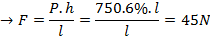 → F = P.h / l = 750.6%.l / l = 45N